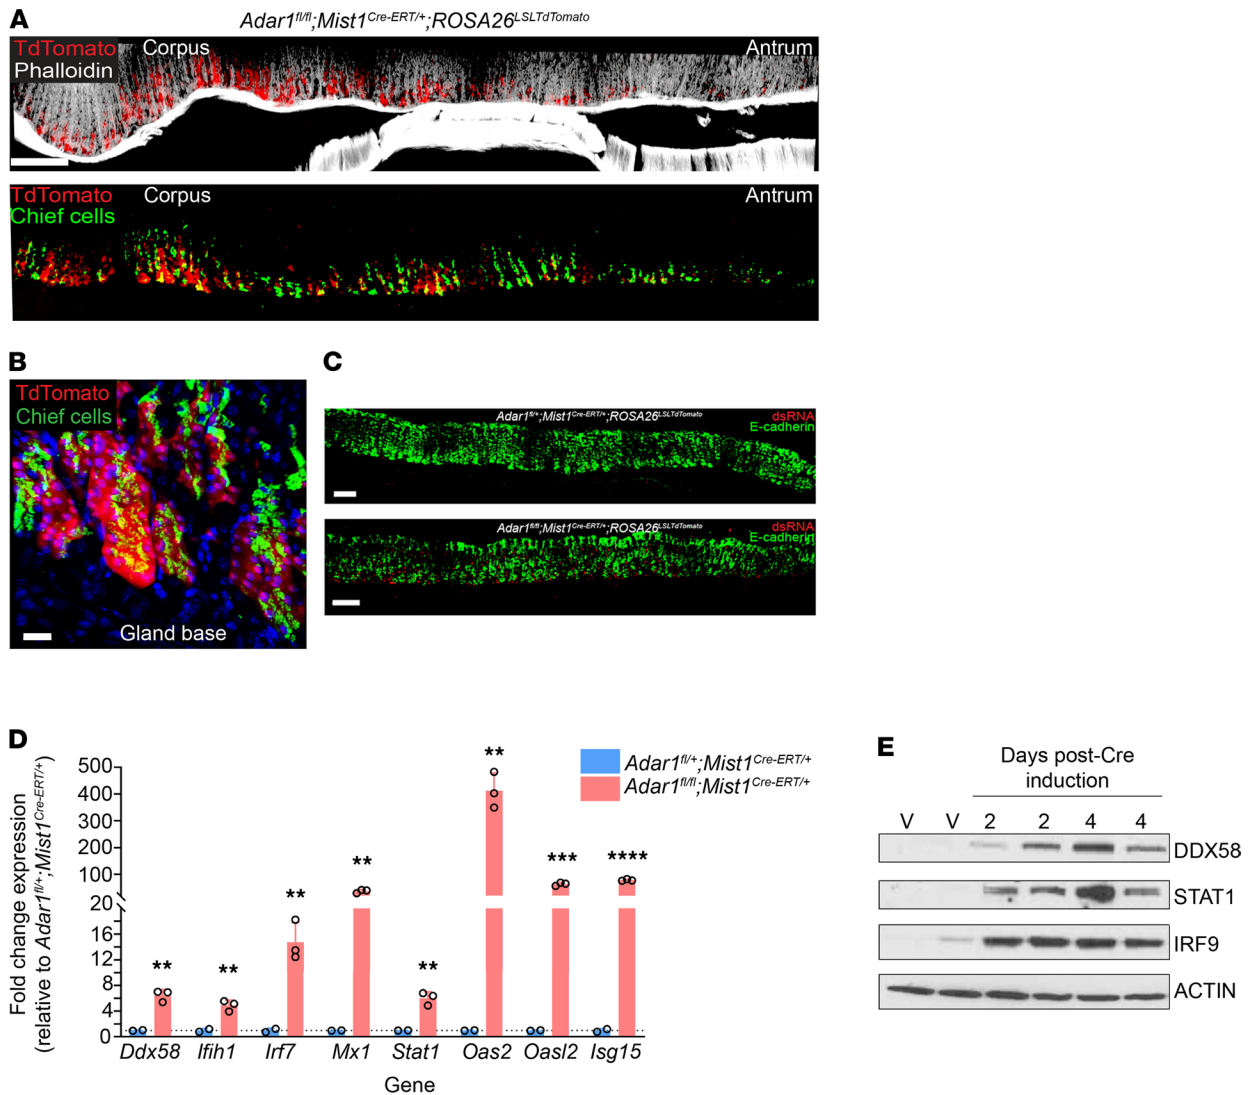 A
Adar1fl/fl;Mist1Cre-ERT/+;ROSA26LSLTdTomato
TdTomato
Phalloidin
Corpus
Antrum
TdTomato
Chief cells
Corpus
Antrum
B
TdTomato
Chief cells
Gland base
C
Adar1fl/+;Mist1Cre-ERT/+;ROSA26LSLTdTomato
dsRNA
E-cadherin
Adar1fl/fl;Mist1Cre-ERT/+;ROSA26LSLTdTomato
dsRNA
E-cadherin
D
Fold change expression
(relative to Adar1fl/+;Mist1Cre-ERT/+)
500
400
300
200
100
20
16
12
8
4
0
**
**
**
**
**
**
***
****
Adar1fl/+;Mist1Cre-ERT/+
Adar1fl/fl;Mist1Cre-ERT/+
Ddx58 Ifih1 Irf7 Mx1 Stat1 Oas2 Oasl2 Isg15
Gene
E
Days post-Cre
induction
V V 2 2 4 4
DDX58
STAT1
IRF9
ACTIN